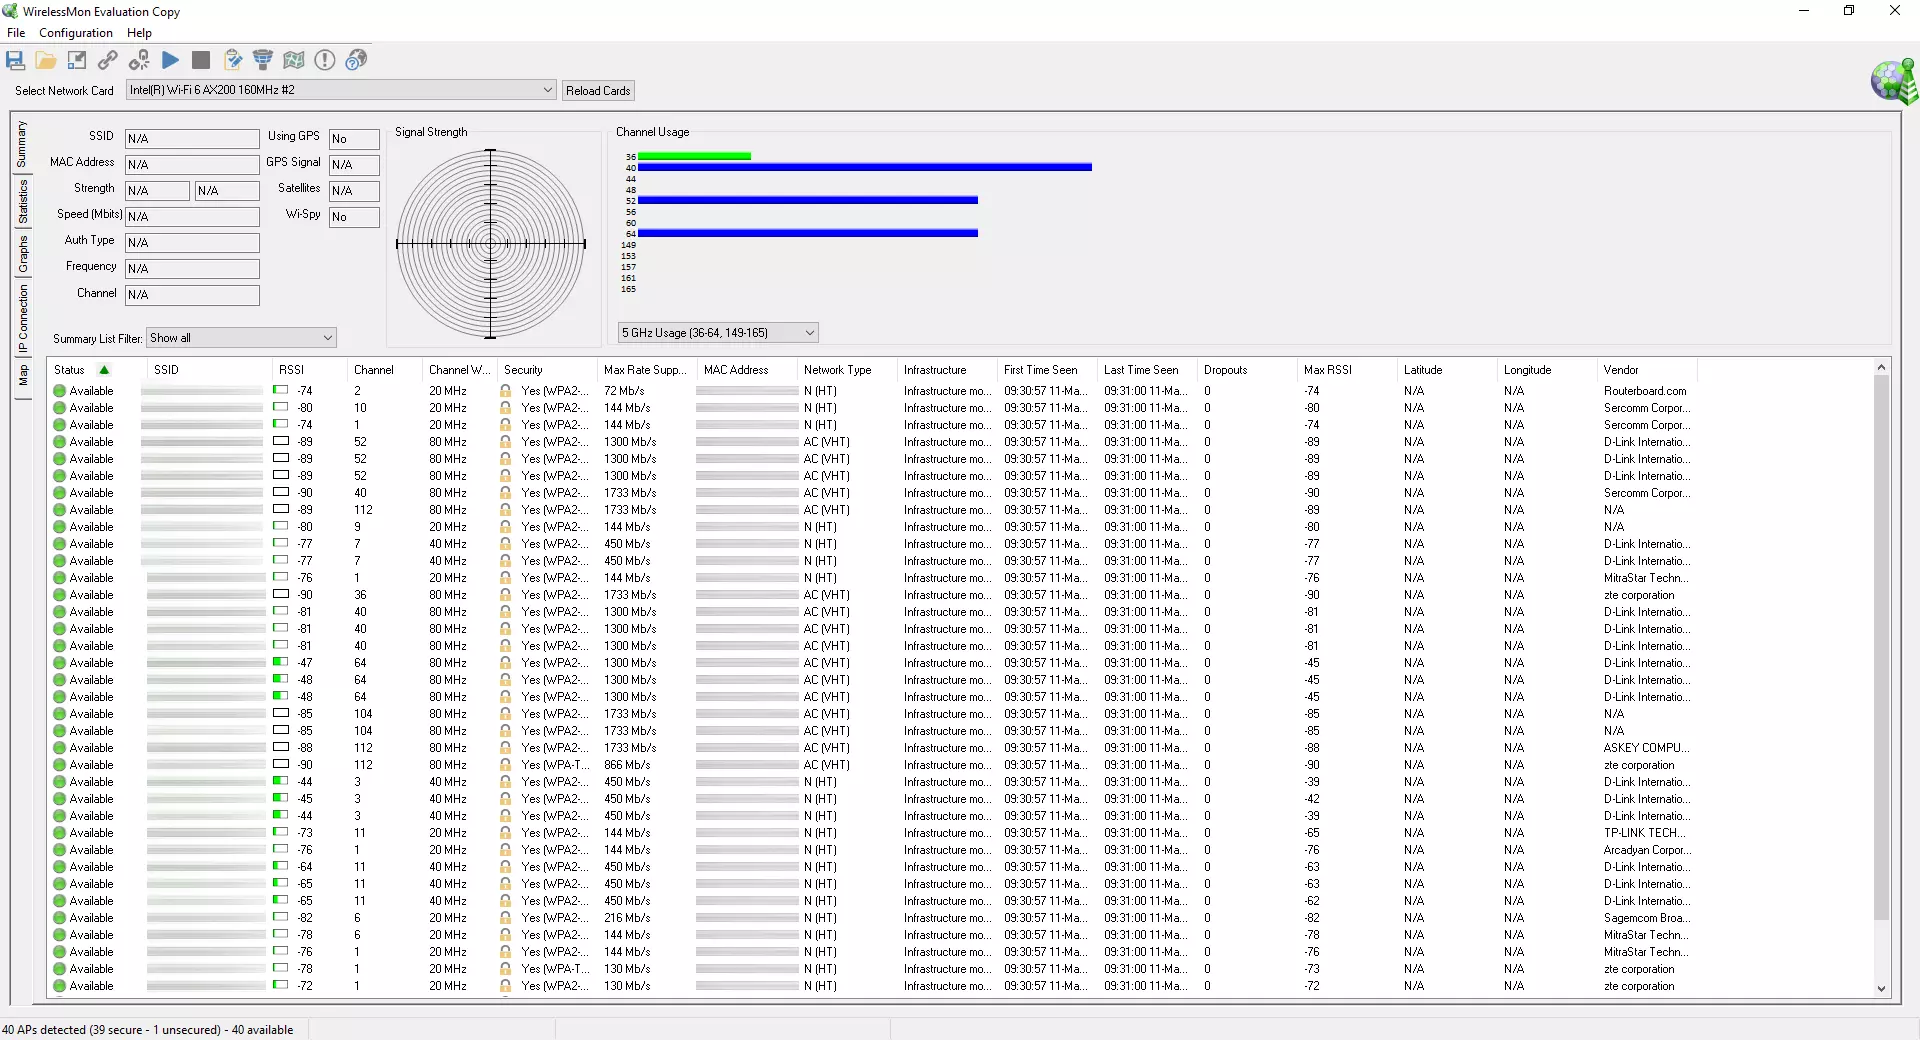 WirelessMon Evaluation Copy
File Configuration Help
Select Network Card Intel(R) Wi-Fi 6 AX200 160MHz #2 Reload Cards
Summary
Statistics
Graphs
IP Connection
Map
SSID N/A Using GPS No
MAC Address N/A GPS Signal N/A
Strength N/A N/A Satellites N/A
Speed (Mbits) N/A Wi-Spy No
Auth Type N/A
Frequency N/A
Channel N/A
Summary List Filter: Show all
Signal Strength
Channel Usage
36
40
44
48
52
56
60
64
149
153
157
161
165
5 GHz Usage (36-64, 149-165)
Status SSID RSSI Channel Channel W... Security Max Rate Supp... MAC Address Network Type Infrastructure First Time Seen Last Time Seen Dropouts Max RSSI Latitude Longitude Vendor
Available -74 2 20 MHz Yes (WPA2-... 72 Mb/s N (HT) Infrastructure mo... 09:30:57 11-Ma... 09:31:00 11-Ma... 0 -74 N/A N/A Routerboard.com
Available -80 10 20 MHz Yes (WPA2-... 144 Mb/s N (HT) Infrastructure mo... 09:30:57 11-Ma... 09:31:00 11-Ma... 0 -80 N/A N/A Sercomm Corpor...
Available -74 1 20 MHz Yes (WPA2-... 144 Mb/s N (HT) Infrastructure mo... 09:30:57 11-Ma... 09:31:00 11-Ma... 0 -74 N/A N/A Sercomm Corpor...
Available -89 52 80 MHz Yes (WPA2-... 1300 Mb/s AC (VHT) Infrastructure mo... 09:30:57 11-Ma... 09:31:00 11-Ma... 0 -89 N/A N/A D-Link Internatio...
Available -89 52 80 MHz Yes (WPA2-... 1300 Mb/s AC (VHT) Infrastructure mo... 09:30:57 11-Ma... 09:31:00 11-Ma... 0 -89 N/A N/A D-Link Internatio...
Available -89 52 80 MHz Yes (WPA2-... 1300 Mb/s AC (VHT) Infrastructure mo... 09:30:57 11-Ma... 09:31:00 11-Ma... 0 -89 N/A N/A D-Link Internatio...
Available -90 40 80 MHz Yes (WPA2-... 1733 Mb/s AC (VHT) Infrastructure mo... 09:30:57 11-Ma... 09:31:00 11-Ma... 0 -90 N/A N/A Sercomm Corpor...
Available -89 112 80 MHz Yes (WPA2-... 1733 Mb/s AC (VHT) Infrastructure mo... 09:30:57 11-Ma... 09:31:00 11-Ma... 0 -89 N/A N/A N/A
Available -80 9 20 MHz Yes (WPA2-... 144 Mb/s N (HT) Infrastructure mo... 09:30:57 11-Ma... 09:31:00 11-Ma... 0 -80 N/A N/A N/A
Available -77 7 40 MHz Yes (WPA2-... 450 Mb/s N (HT) Infrastructure mo... 09:30:57 11-Ma... 09:31:00 11-Ma... 0 -77 N/A N/A D-Link Internatio...
Available -77 7 40 MHz Yes (WPA2-... 450 Mb/s N (HT) Infrastructure mo... 09:30:57 11-Ma... 09:31:00 11-Ma... 0 -77 N/A N/A D-Link Internatio...
Available -76 1 20 MHz Yes (WPA2-... 144 Mb/s N (HT) Infrastructure mo... 09:30:57 11-Ma... 09:31:00 11-Ma... 0 -76 N/A N/A MitraStar Techn...
Available -90 36 80 MHz Yes (WPA2-... 1733 Mb/s AC (VHT) Infrastructure mo... 09:30:57 11-Ma... 09:31:00 11-Ma... 0 -90 N/A N/A zte corporation
Available -81 40 80 MHz Yes (WPA2-... 1300 Mb/s AC (VHT) Infrastructure mo... 09:30:57 11-Ma... 09:31:00 11-Ma... 0 -81 N/A N/A D-Link Internatio...
Available -81 40 80 MHz Yes (WPA2-... 1300 Mb/s AC (VHT) Infrastructure mo... 09:30:57 11-Ma... 09:31:00 11-Ma... 0 -81 N/A N/A D-Link Internatio...
Available -81 40 80 MHz Yes (WPA2-... 1300 Mb/s AC (VHT) Infrastructure mo... 09:30:57 11-Ma... 09:31:00 11-Ma... 0 -81 N/A N/A D-Link Internatio...
Available -47 64 80 MHz Yes (WPA2-... 1300 Mb/s AC (VHT) Infrastructure mo... 09:30:57 11-Ma... 09:31:00 11-Ma... 0 -45 N/A N/A D-Link Internatio...
Available -48 64 80 MHz Yes (WPA2-... 1300 Mb/s AC (VHT) Infrastructure mo... 09:30:57 11-Ma... 09:31:00 11-Ma... 0 -45 N/A N/A D-Link Internatio...
Available -48 64 80 MHz Yes (WPA2-... 1300 Mb/s AC (VHT) Infrastructure mo... 09:30:57 11-Ma... 09:31:00 11-Ma... 0 -45 N/A N/A D-Link Internatio...
Available -85 104 80 MHz Yes (WPA2-... 1733 Mb/s AC (VHT) Infrastructure mo... 09:30:57 11-Ma... 09:31:00 11-Ma... 0 -85 N/A N/A N/A
Available -85 104 80 MHz Yes (WPA2-... 1733 Mb/s AC (VHT) Infrastructure mo... 09:30:57 11-Ma... 09:31:00 11-Ma... 0 -85 N/A N/A N/A
Available -88 112 80 MHz Yes (WPA2-... 1733 Mb/s AC (VHT) Infrastructure mo... 09:30:57 11-Ma... 09:31:00 11-Ma... 0 -88 N/A N/A ASKEY COMPU...
Available -90 112 80 MHz Yes (WPA-T... 866 Mb/s AC (VHT) Infrastructure mo... 09:30:57 11-Ma... 09:31:00 11-Ma... 0 -90 N/A N/A zte corporation
Available -44 3 40 MHz Yes (WPA2-... 450 Mb/s N (HT) Infrastructure mo... 09:30:57 11-Ma... 09:31:00 11-Ma... 0 -39 N/A N/A D-Link Internatio...
Available -45 3 40 MHz Yes (WPA2-... 450 Mb/s N (HT) Infrastructure mo... 09:30:57 11-Ma... 09:31:00 11-Ma... 0 -42 N/A N/A D-Link Internatio...
Available -44 3 40 MHz Yes (WPA2-... 450 Mb/s N (HT) Infrastructure mo... 09:30:57 11-Ma... 09:31:00 11-Ma... 0 -39 N/A N/A D-Link Internatio...
Available -73 11 20 MHz Yes (WPA2-... 144 Mb/s N (HT) Infrastructure mo... 09:30:57 11-Ma... 09:31:00 11-Ma... 0 -65 N/A N/A TP-LINK TECH...
Available -76 1 20 MHz Yes (WPA2-... 144 Mb/s N (HT) Infrastructure mo... 09:30:57 11-Ma... 09:31:00 11-Ma... 0 -76 N/A N/A Arcadyan Corpor...
Available -64 11 40 MHz Yes (WPA2-... 450 Mb/s N (HT) Infrastructure mo... 09:30:57 11-Ma... 09:31:00 11-Ma... 0 -63 N/A N/A D-Link Internatio...
Available -65 11 40 MHz Yes (WPA2-... 450 Mb/s N (HT) Infrastructure mo... 09:30:57 11-Ma... 09:31:00 11-Ma... 0 -63 N/A N/A D-Link Internatio...
Available -65 11 40 MHz Yes (WPA2-... 450 Mb/s N (HT) Infrastructure mo... 09:30:57 11-Ma... 09:31:00 11-Ma... 0 -62 N/A N/A D-Link Internatio...
Available -82 6 20 MHz Yes (WPA2-... 216 Mb/s N (HT) Infrastructure mo... 09:30:57 11-Ma... 09:31:00 11-Ma... 0 -82 N/A N/A Sagemcom Broa...
Available -78 6 20 MHz Yes (WPA2-... 144 Mb/s N (HT) Infrastructure mo... 09:30:57 11-Ma... 09:31:00 11-Ma... 0 -78 N/A N/A MitraStar Techn...
Available -76 1 20 MHz Yes (WPA2-... 144 Mb/s N (HT) Infrastructure mo... 09:30:57 11-Ma... 09:31:00 11-Ma... 0 -76 N/A N/A MitraStar Techn...
Available -78 1 20 MHz Yes (WPA-T... 130 Mb/s N (HT) Infrastructure mo... 09:30:57 11-Ma... 09:31:00 11-Ma... 0 -73 N/A N/A zte corporation
Available -72 1 20 MHz Yes (WPA2-... 130 Mb/s N (HT) Infrastructure mo... 09:30:57 11-Ma... 09:31:00 11-Ma... 0 -72 N/A N/A zte corporation
40 APs detected (39 secure - 1 unsecured) - 40 available